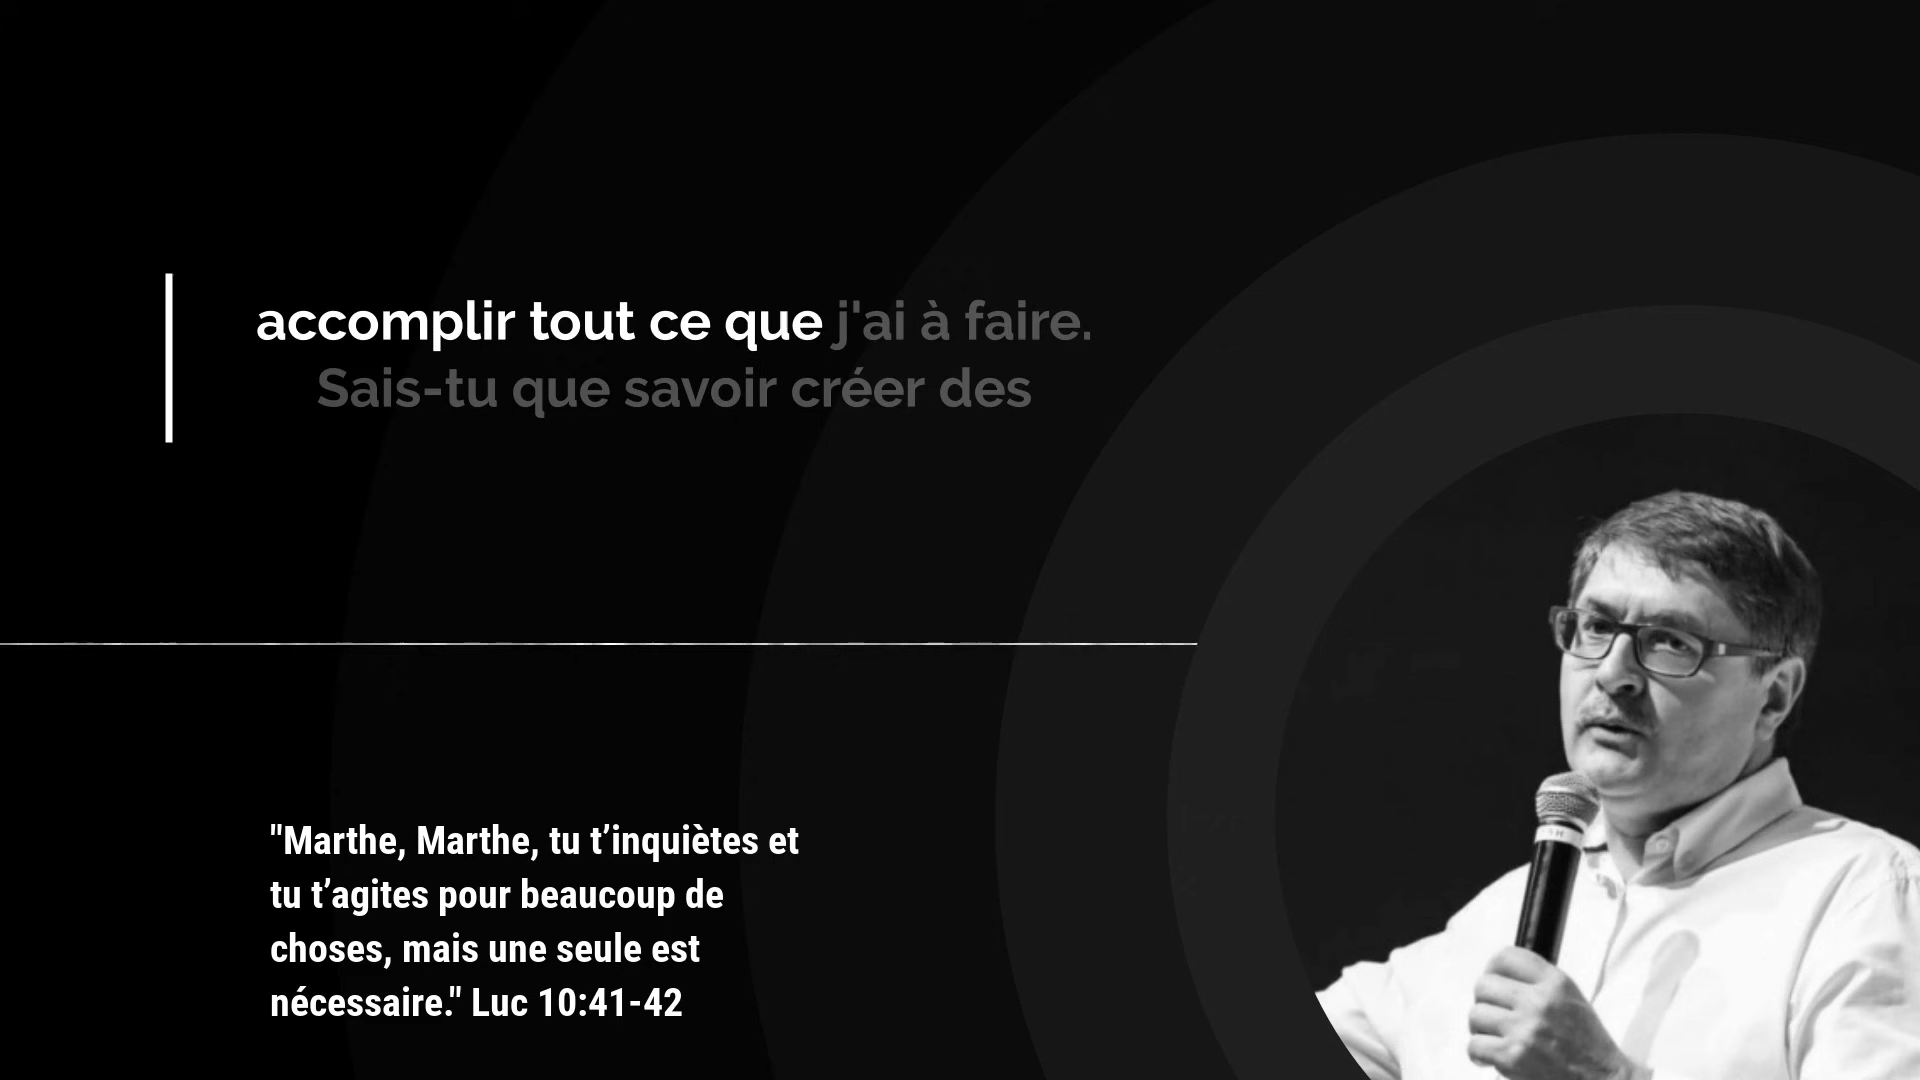 accomplir tout ce que j'ai à faire.
Sais-tu que savoir créer des
"Marthe, Marthe, tu t’inquiètes et
tu t’agites pour beaucoup de
choses, mais une seule est
nécessaire." Luc 10:41-42